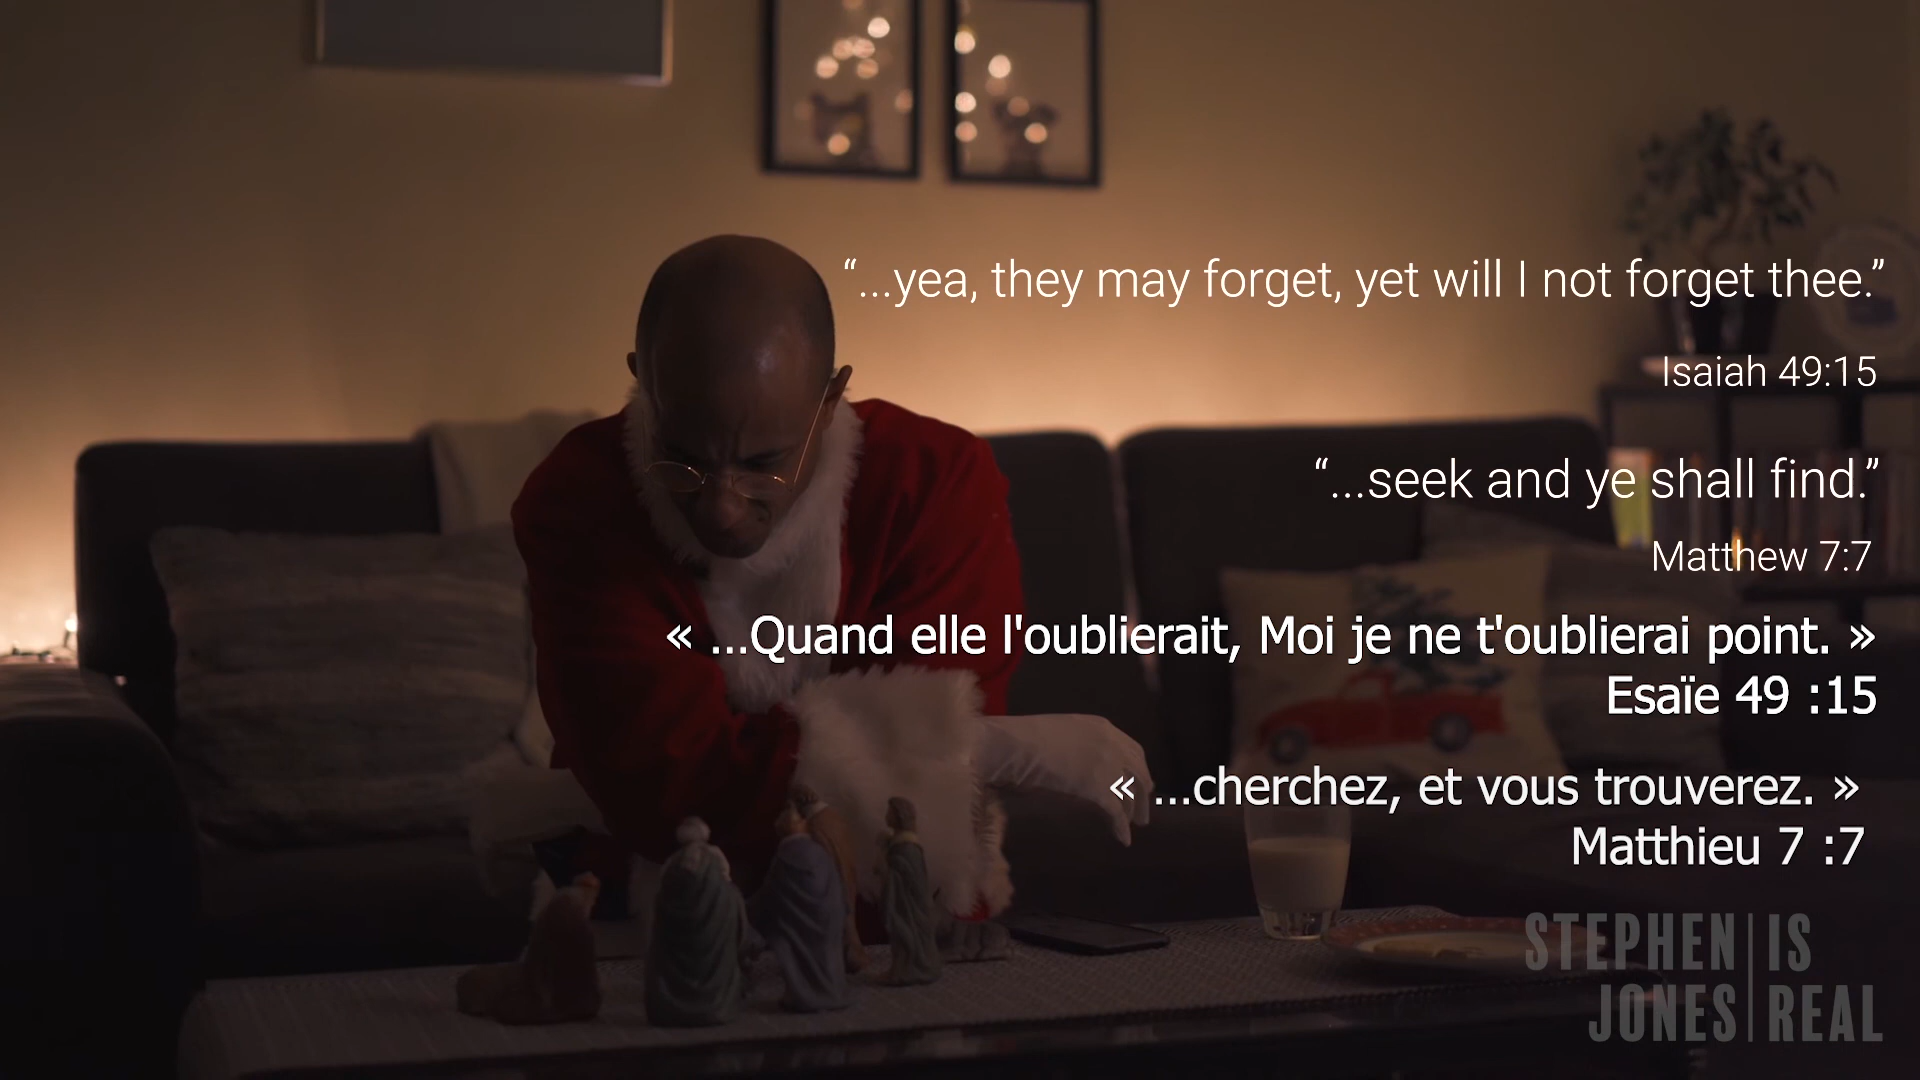 “...yea, they may forget, yet will I not forget thee.”
Isaiah 49:15
“...seek and ye shall find.”
Matthew 7:7
« ...Quand elle l'oublierait, Moi je ne t'oublierai point. »
Esaïe 49 :15
« ...cherchez, et vous trouverez. »
Matthieu 7 :7
STEPHEN IS
JONES REAL